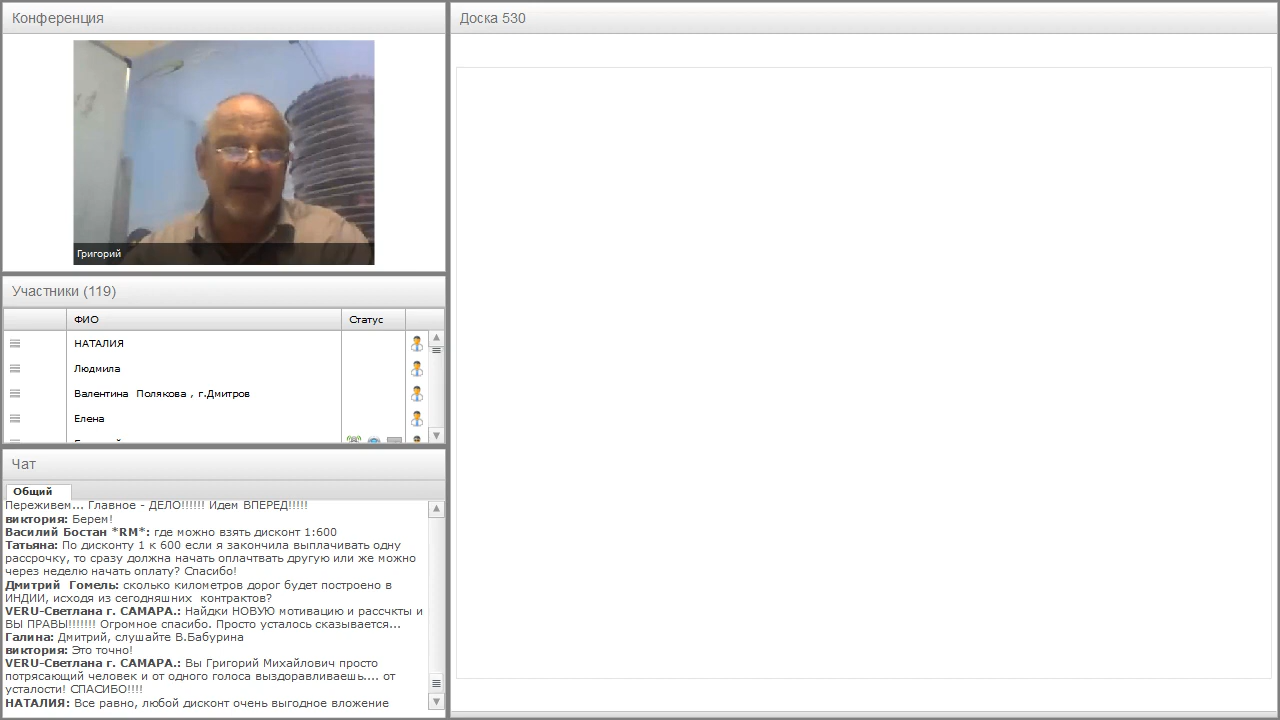 Конференция
Григорий
Участники (119)
ФИО
Статус
НАТАЛИЯ
Людмила
Валентина Полякова , г.Дмитров
Елена
Чат
Общий
Переживем... Главное - ДЕЛО!!!!!! Идем ВПЕРЕД!!!!!
виктория: Берем!
Василий Бостан *RM*: где можно взять дисконт 1:600
Татьяна: По дисконту 1 к 600 если я закончила выплачивать одну
рассрочку, то сразу должна начать оплачтвать другую или же можно
через неделю начать оплату? Спасибо!
Дмитрий Гомель: сколько километров дорог будет построено в
ИНДИИ, исходя из сегодняшних контрактов?
VERU-Светлана г. САМАРА.: Найдки НОВУЮ мотивацию и рассчкты и
ВЫ ПРАВЫ!!!!!!! Огромное спасибо. Просто усталось сказывается...
Галина: Дмитрий, слушайте В.Бабурина
виктория: Это точно!
VERU-Светлана г. САМАРА.: Вы Григорий Михайлович просто
потрясающий человек и от одного голоса выздоравливаешь.... от
усталости! СПАСИБО!!!!
НАТАЛИЯ: Все равно, любой дисконт очень выгодное вложение
Доска 530